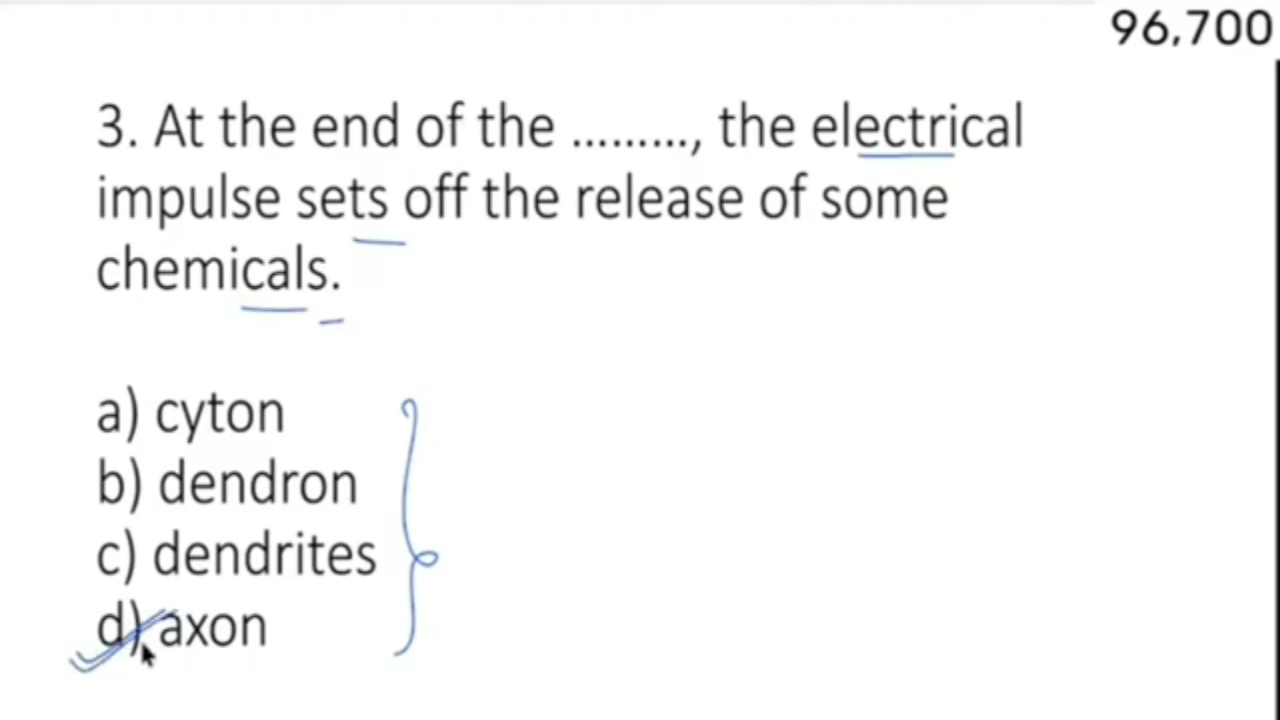 96,700
3. At the end of the ........., the electrical
impulse sets off the release of some
chemicals.
a) cyton
b) dendron
c) dendrites
d) axon